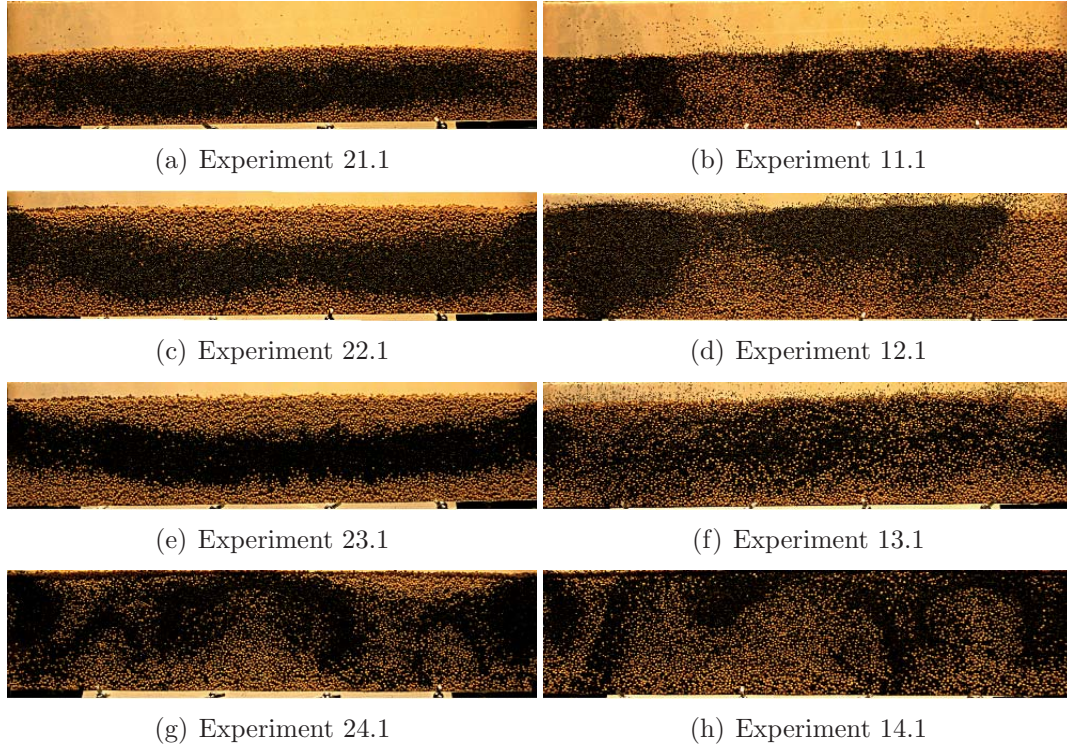 (a) Experiment 21.1
(b) Experiment 11.1
(c) Experiment 22.1
(d) Experiment 12.1
(e) Experiment 23.1
(f) Experiment 13.1
(g) Experiment 24.1
(h) Experiment 14.1